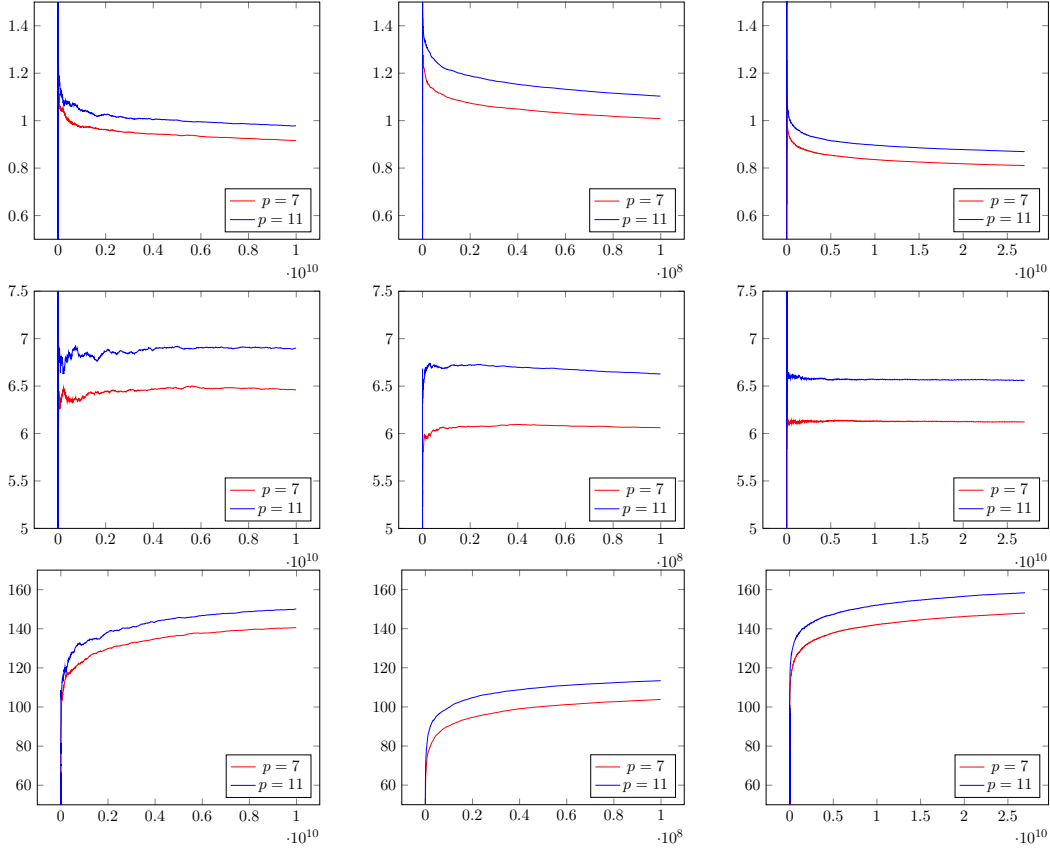 1.4 1.4 1.4
1.2 1.2 1.2
1 1 1
0.8 0.8 0.8
p = 7 p = 7 p = 7
0.6 p = 11 0.6 p = 11 0.6 p = 11
0 0.2 0.4 0.6 0.8 1 0 0.2 0.4 0.6 0.8 1 0 0.5 1 1.5 2 2.5
·10^10 ·10^8 ·10^10
7.5 7.5 7.5
7 7 7
6.5 6.5 6.5
6 6 6
5.5 p = 7 5.5 p = 7 5.5 p = 7
p = 11 p = 11 p = 11
5 5 5
0 0.2 0.4 0.6 0.8 1 0 0.2 0.4 0.6 0.8 1 0 0.5 1 1.5 2 2.5
·10^10 ·10^8 ·10^10
160 160 160
140 140 140
120 120 120
100 100 100
80 80 80
p = 7 p = 7 p = 7
60 p = 11 60 p = 11 60 p = 11
0 0.2 0.4 0.6 0.8 1 0 0.2 0.4 0.6 0.8 1 0 0.5 1 1.5 2 2.5
·10^10 ·10^8 ·10^10